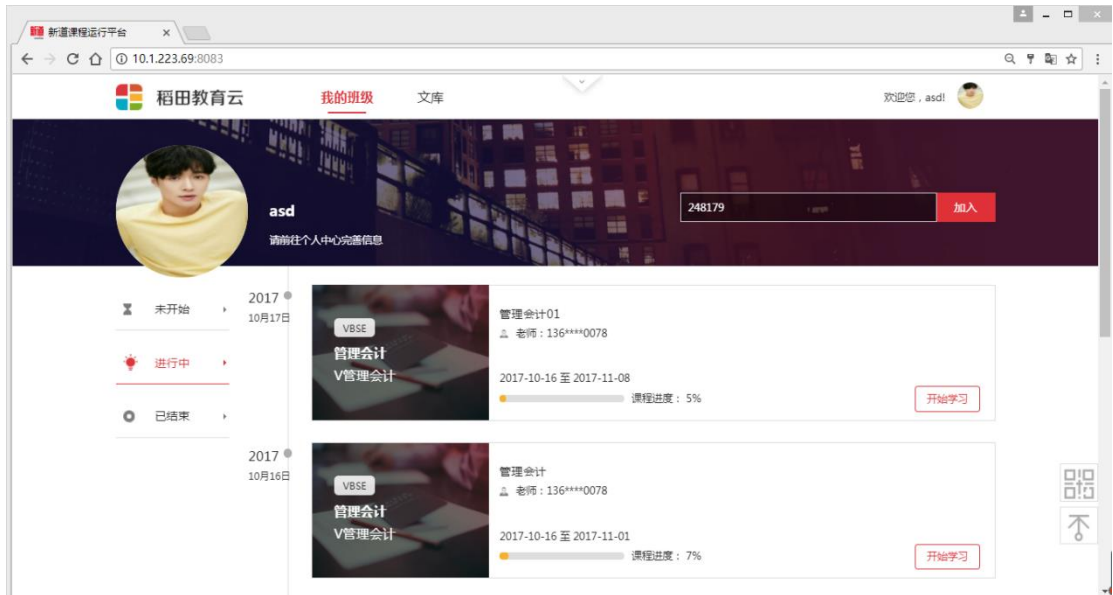 新道课程运行平台
10.1.223.69:8083
稻田教育云
我的班级
文库
欢迎您，asd!
asd
请前往个人中心完善信息
248179
加入
未开始
进行中
已结束
2017
10月17日
VBSE
管理会计
V管理会计
管理会计01
老师：136****0078
2017-10-16 至 2017-11-08
课程进度： 5%
开始学习
2017
10月16日
VBSE
管理会计
V管理会计
管理会计
老师：136****0078
2017-10-16 至 2017-11-01
课程进度： 7%
开始学习